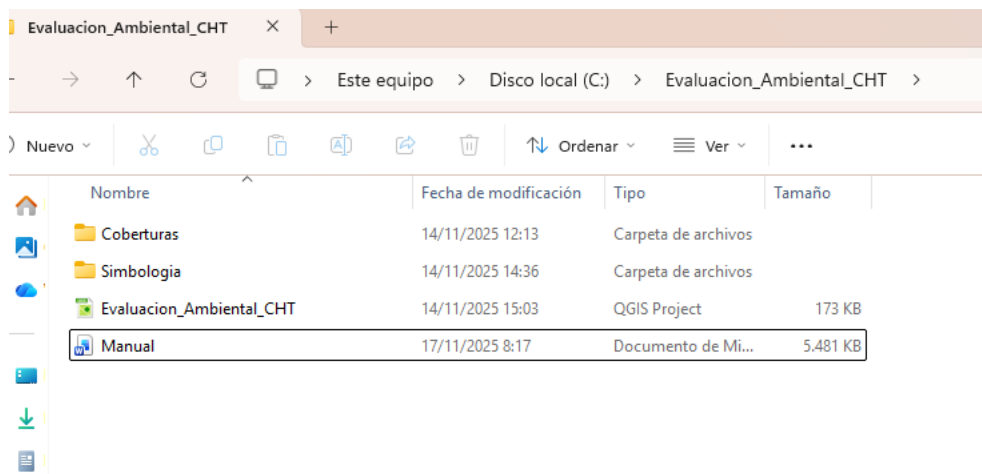 Evaluacion_Ambiental_CHT
Este equipo > Disco local (C:) > Evaluacion_Ambiental_CHT >
Nuevo Ordenar Ver ...
Nombre Fecha de modificación Tipo Tamaño
Coberturas 14/11/2025 12:13 Carpeta de archivos
Simbologia 14/11/2025 14:36 Carpeta de archivos
Evaluacion_Ambiental_CHT 14/11/2025 15:03 QGIS Project 173 KB
Manual 17/11/2025 8:17 Documento de Mi... 5.481 KB